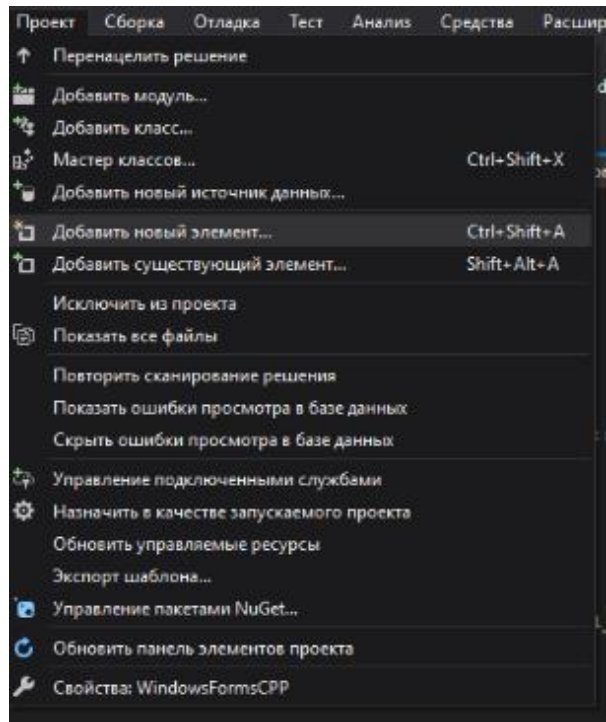 Проект Сборка Отладка Тест Анализ Средства Расшир
Перенацелить решение
Добавить модуль...
Добавить класс...
Мастер классов... Ctrl+Shift+X
Добавить новый источник данных...
Добавить новый элемент... Ctrl+Shift+A
Добавить существующий элемент... Shift+Alt+A
Исключить из проекта
Показать все файлы
Повторить сканирование решения
Показать ошибки просмотра в базе данных
Скрыть ошибки просмотра в базе данных
Управление подключенными службами
Назначить в качестве запускаемого проекта
Обновить управляемые ресурсы
Экспорт шаблона...
Управление пакетами NuGet...
Обновить панель элементов проекта
Свойства: WindowsFormsCPP